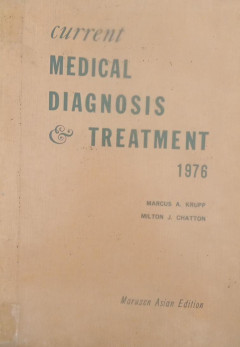 current
MEDICAL
DIAGNOSIS
& TREATMENT
1976
MARCUS A. KRUPP
MILTON J. CHATTON
Maruzen Asian Edition